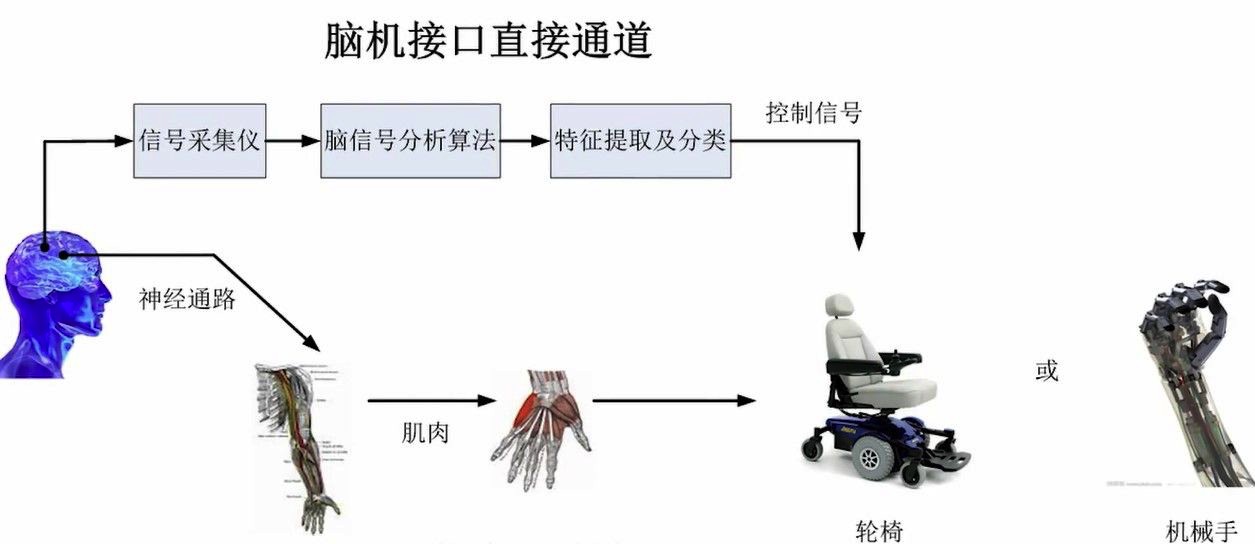 脑机接口直接通道
信号采集仪
脑信号分析算法
特征提取及分类
控制信号
神经通路
肌肉
或
轮椅
机械手